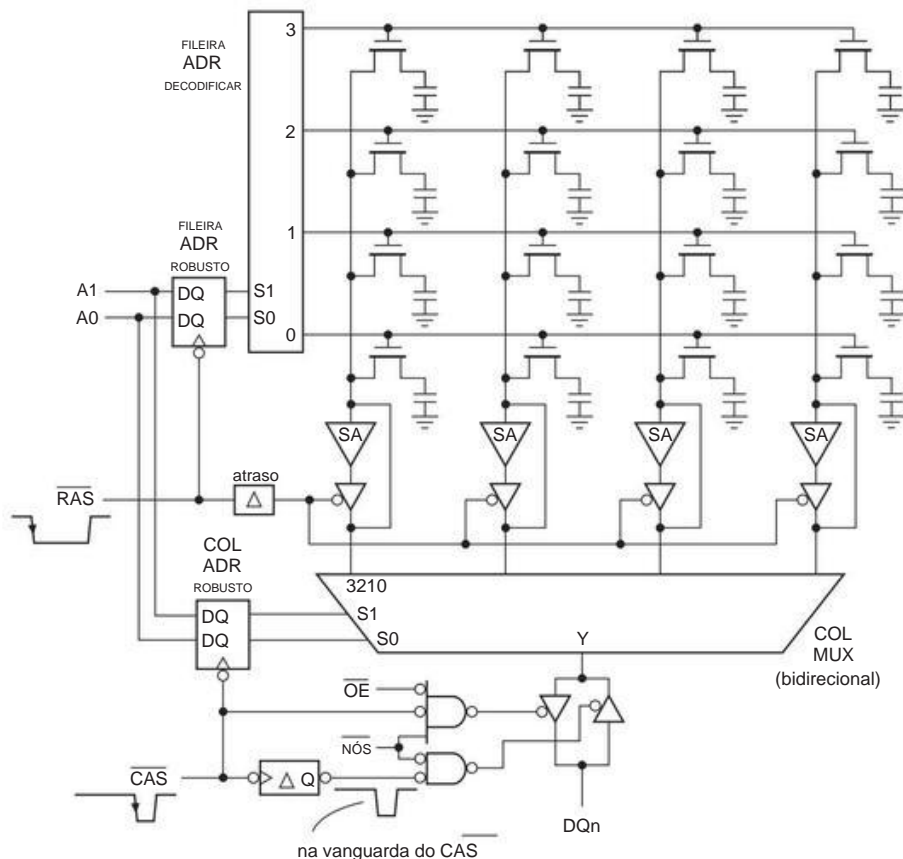 FILEIRA
ADR
DECODIFICAR
3
2
1
0
FILEIRA
ADR
ROBUSTO
A1
A0
DQ
DQ
S1
S0
SA
SA
SA
SA
RAS
atraso
Δ
COL
ADR
ROBUSTO
DQ
DQ
3210
S1
S0
Y
COL
MUX
(bidirecional)
OE
NÓS
CAS
Δ Q
DQn
na vanguarda do CAS